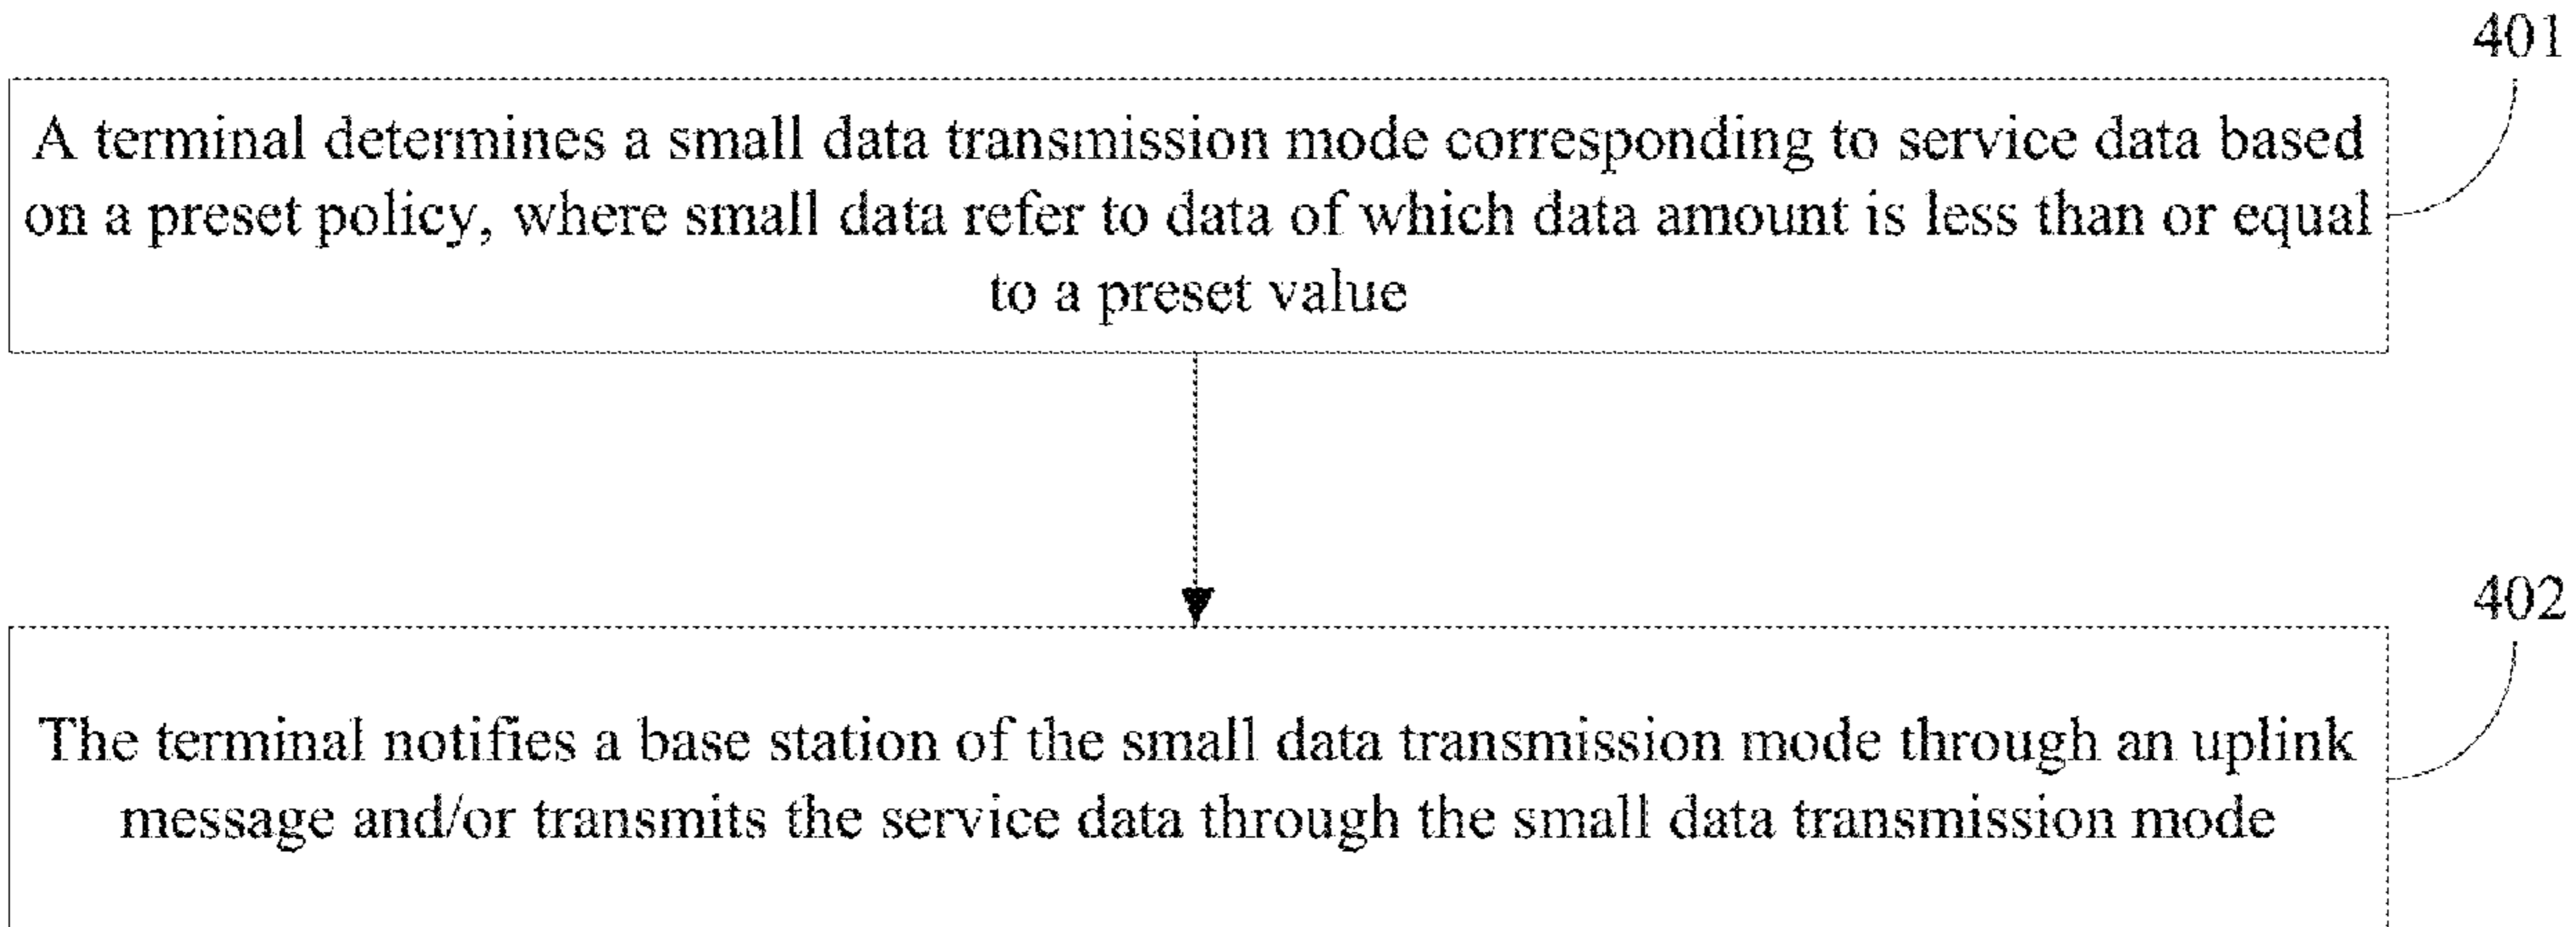 401
A terminal determines a small data transmission mode corresponding to service data based
on a preset policy, where small data refer to data of which data amount is less than or equal
to a preset value
402
The terminal notifies a base station of the small data transmission mode through an uplink
message and/or transmits the service data through the small data transmission mode